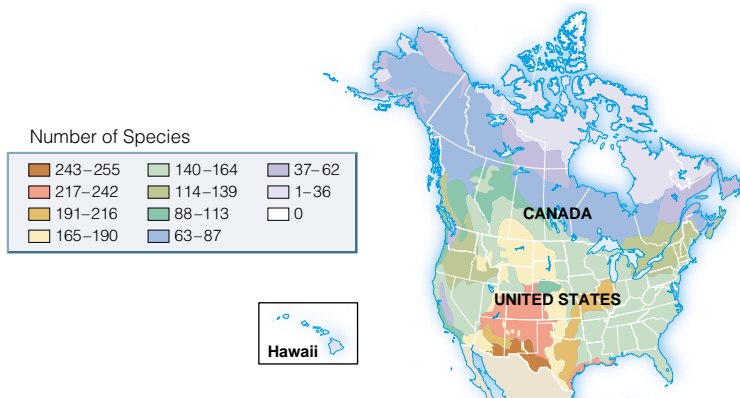 Number of Species
243–255
140–164
37–62
217–242
114–139
1–36
191–216
88–113
0
165–190
63–87
CANADA
UNITED STATES
Hawaii